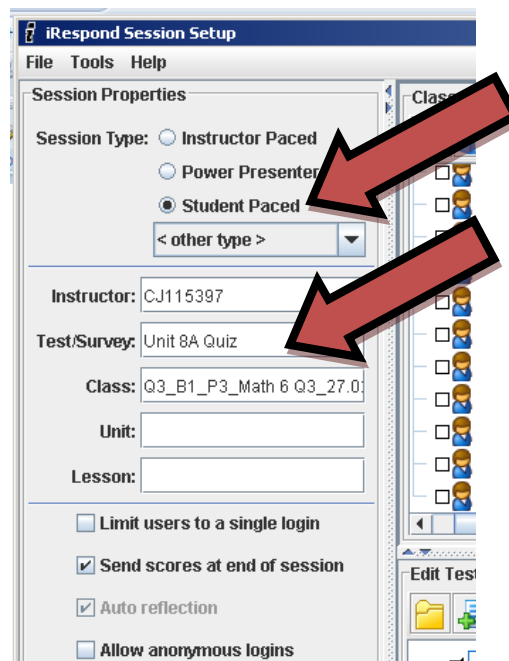 iRespond Session Setup
File Tools Help
Session Properties
Clas
Session Type: Instructor Paced
Power Presenter
Student Paced
< other type >
Instructor: CJ115397
Test/Survey: Unit 8A Quiz
Class: Q3_B1_P3_Math 6 Q3_27.0
Unit:
Lesson:
Limit users to a single login
Send scores at end of session
Edit Test
Auto reflection
Allow anonymous logins